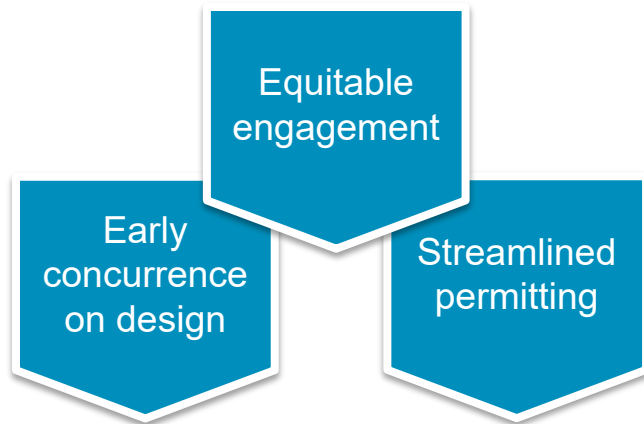 Equitable
engagement
Early
concurrence
on design
Streamlined
permitting